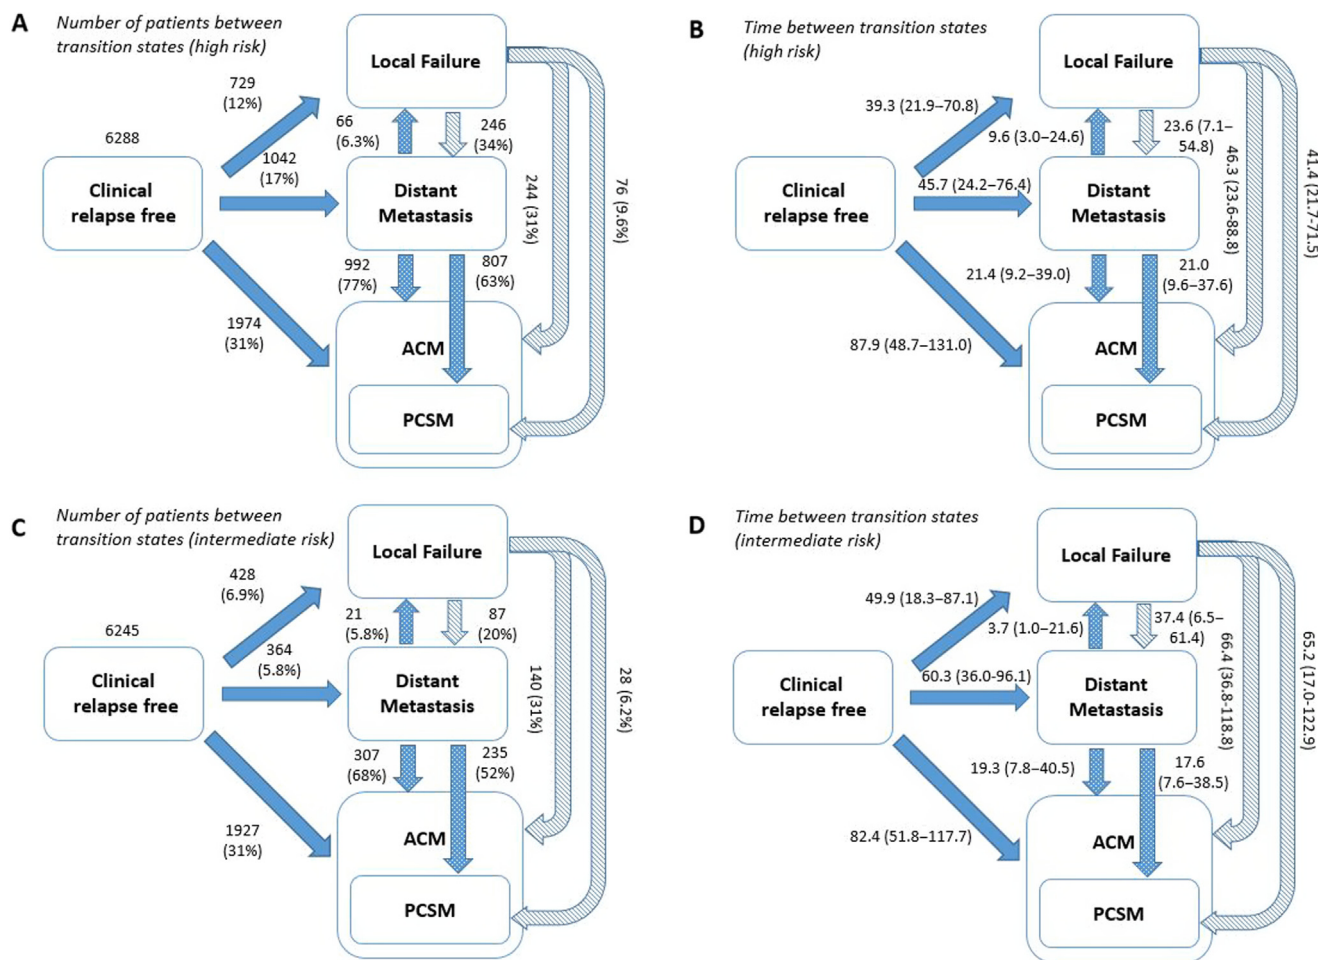 A
Number of patients between
transition states (high risk)
6288
Clinical
relapse free
729
(12%)
1042
(17%)
1974
(31%)
Local Failure
66
(6.3%)
246
(34%)
Distant
Metastasis
992
(77%)
807
(63%)
244 (31%)
76 (9.6%)
ACM
PCSM
B
Time between transition states
(high risk)
Clinical
relapse free
39.3 (21.9–70.8)
45.7 (24.2–76.4)
87.9 (48.7–131.0)
Local Failure
9.6 (3.0–24.6)
23.6 (7.1–
54.8)
Distant
Metastasis
21.4 (9.2–39.0)
21.0
(9.6–37.6)
46.3 (23.6-88.8)
41.4 (21.7-71.5)
ACM
PCSM
C
Number of patients between
transition states (intermediate risk)
6245
Clinical
relapse free
428
(6.9%)
364
(5.8%)
1927
(31%)
Local Failure
21
(5.8%)
87
(20%)
Distant
Metastasis
307
(68%)
235
(52%)
140 (31%)
28 (6.2%)
ACM
PCSM
D
Time between transition states
(intermediate risk)
Clinical
relapse free
49.9 (18.3–87.1)
60.3 (36.0-96.1)
82.4 (51.8–117.7)
Local Failure
3.7 (1.0–21.6)
37.4 (6.5–
61.4)
Distant
Metastasis
19.3 (7.8–40.5)
17.6
(7.6–38.5)
66.4 (36.8-118.8)
65.2 (17.0-122.9)
ACM
PCSM